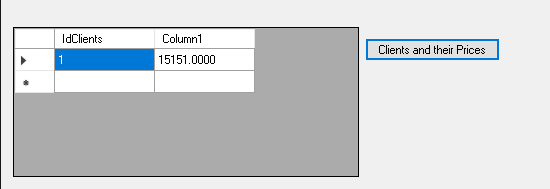 IdClients Column1
1 15151.0000
Clients and their Prices